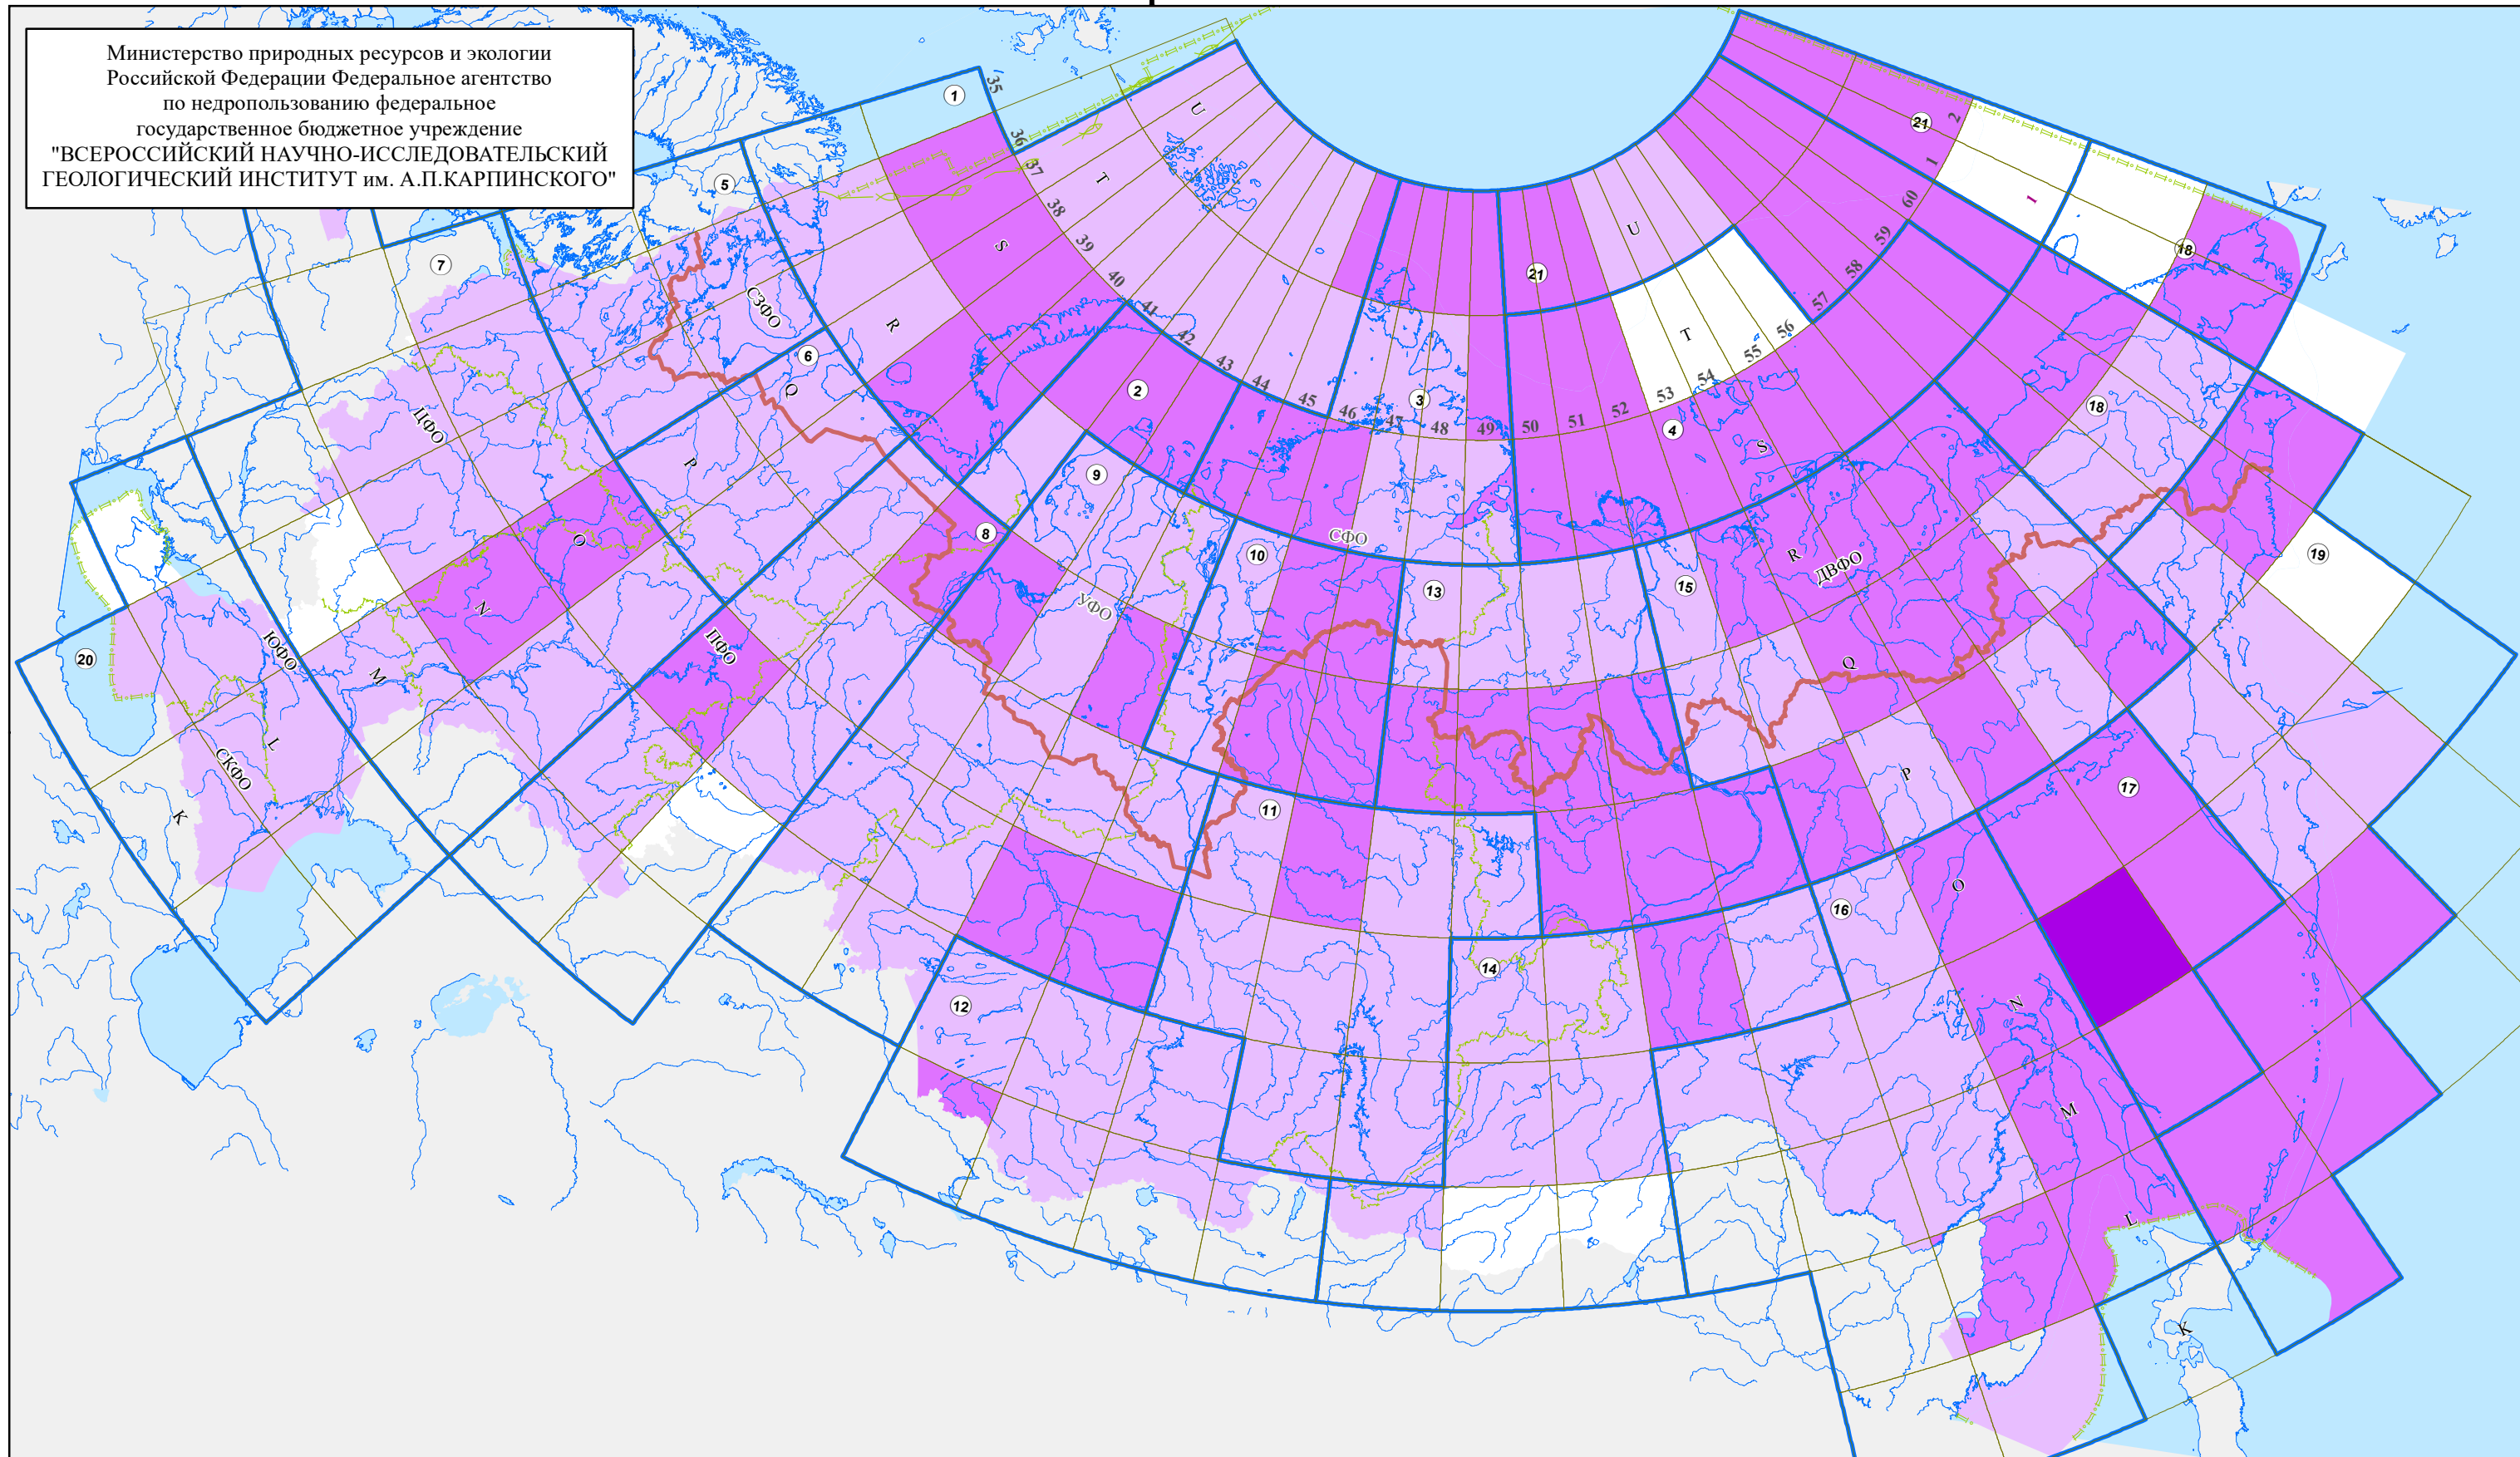 Министерство природных ресурсов и экологии
Российской Федерации Федеральное агентство
по недропользованию федеральное
государственное бюджетное учреждение
"ВСЕРОССИЙСКИЙ НАУЧНО-ИССЛЕДОВАТЕЛЬСКИЙ
ГЕОЛОГИЧЕСКИЙ ИНСТИТУТ им. А.П.КАРПИНСКОГО"
1
35
36
37
38
39
40
41
42
43
44
45
46
47
48
49
50
51
52
53
54
55
56
57
58
59
60
1
2
1
U
T
S
R
Q
P
O
N
M
L
K
U
T
S
R
Q
P
O
N
M
L
K
СЗФО
ЦФО
ЮФО
СКФО
ПФО
УФО
СФО
ДВФО
2
3
4
5
6
7
8
9
10
11
12
13
14
15
16
17
18
18
19
20
21
21